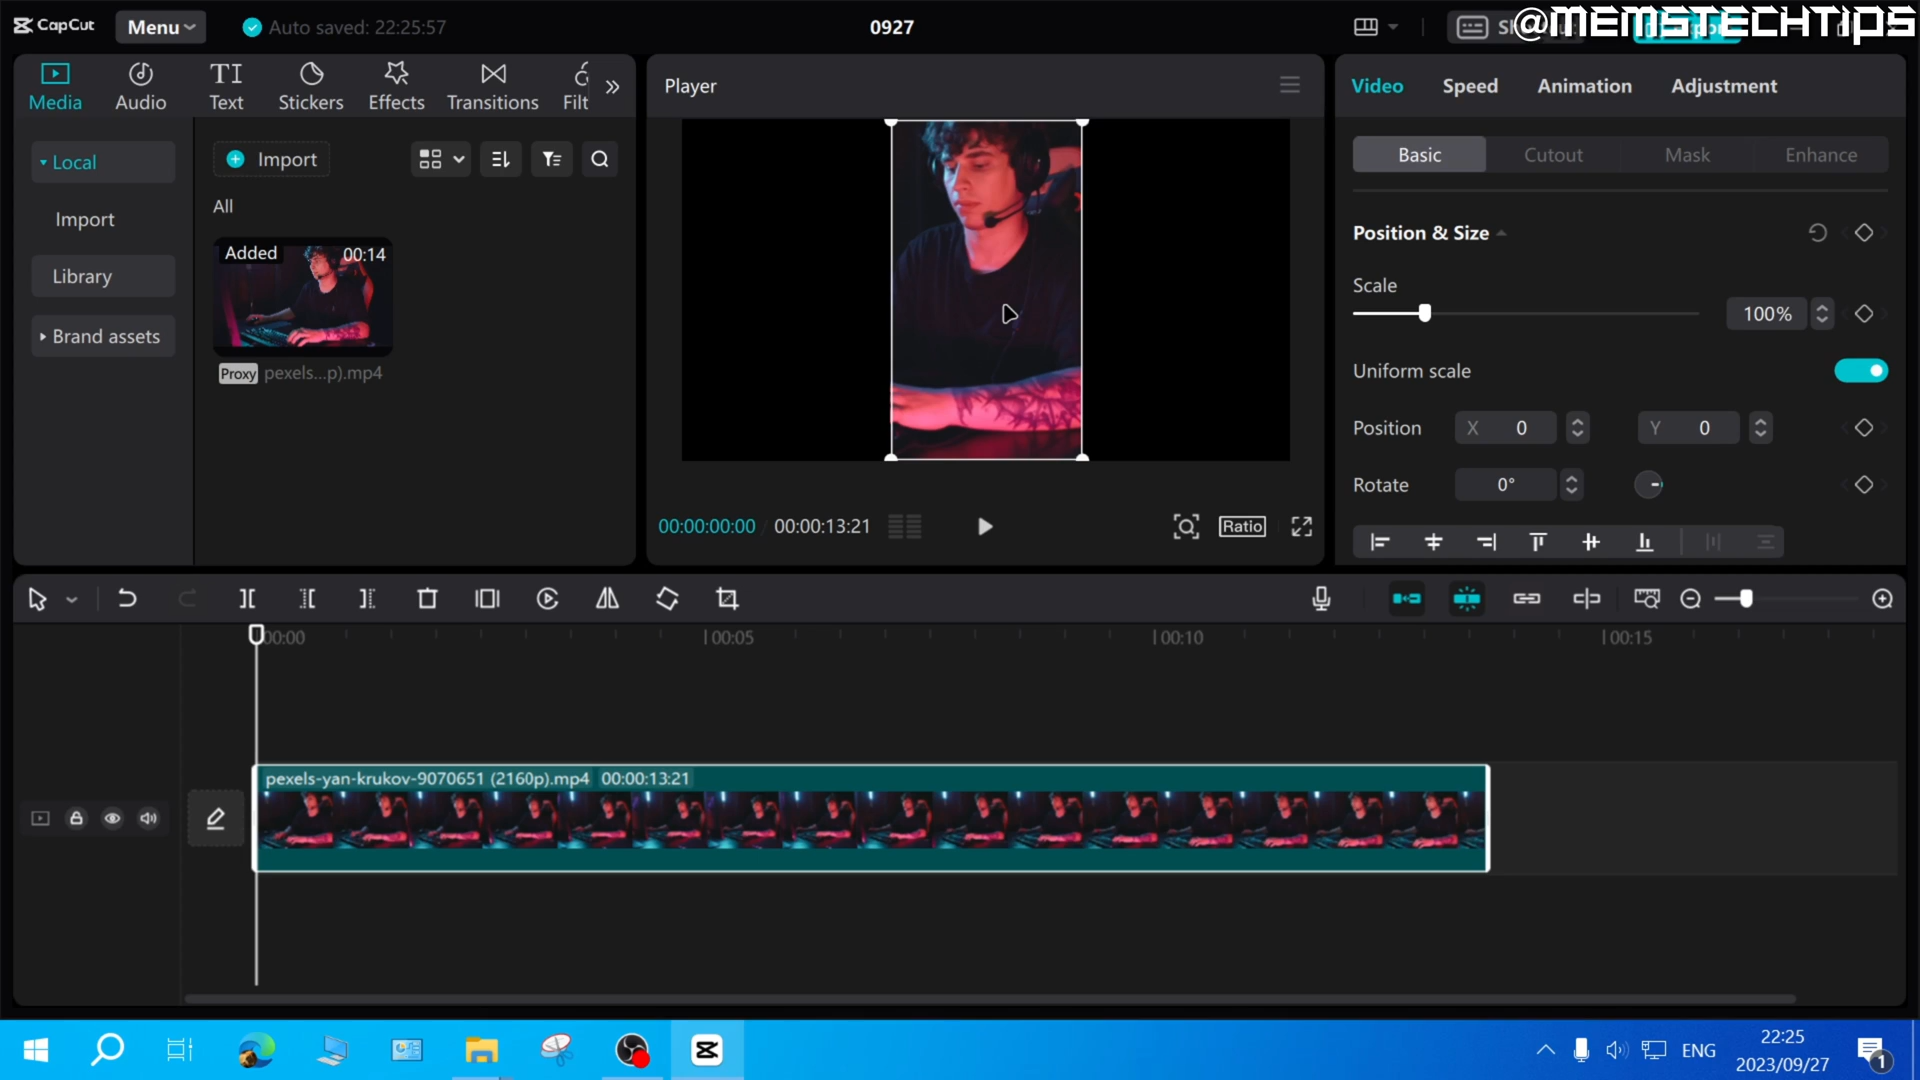 CapCut
Menu
Auto saved: 22:25:57
0927
@MEMSTECHTIPS
Media
Audio
Text
Stickers
Effects
Transitions
Filt
Player
Video
Speed
Animation
Adjustment
Local
Import
Library
Brand assets
Import
All
Added
00:14
Proxy
pexels...p).mp4
Basic
Cutout
Mask
Enhance
Position & Size
Scale
100%
Uniform scale
Position
X 0
Y 0
Rotate
0°
00:00:00:00 / 00:00:13:21
Ratio
00:00
00:05
00:10
00:15
pexels-yan-krukov-9070651 (2160p).mp4 00:00:13:21
ENG
22:25
2023/09/27
1